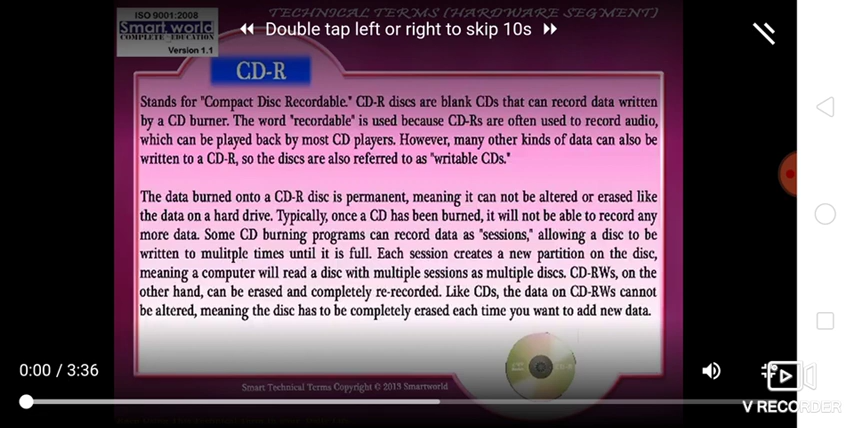 TECHNICAL TERMS (HARDWARE SEGMENT)
ISO 9001:2008
Smart world
COMPLETE EDUCATION
Version 1.1
Double tap left or right to skip 10s
CD-R
Stands for "Compact Disc Recordable." CD-R discs are blank CDs that can record data written
by a CD burner. The word "recordable" is used because CD-Rs are often used to record audio,
which can be played back by most CD players. However, many other kinds of data can also be
written to a CD-R, so the discs are also referred to as "writable CDs."
The data burned onto a CD-R disc is permanent, meaning it can not be altered or erased like
the data on a hard drive. Typically, once a CD has been burned, it will not be able to record any
more data. Some CD burning programs can record data as "sessions," allowing a disc to be
written to mulitple times until it is full. Each session creates a new partition on the disc,
meaning a computer will read a disc with multiple sessions as multiple discs. CD-RWs, on the
other hand, can be erased and completely re-recorded. Like CDs, the data on CD-RWs cannot
be altered, meaning the disc has to be completely erased each time you want to add new data.
0:00 / 3:36
Smart Technical Terms Copyright © 2013 Smartworld
V RECORDER